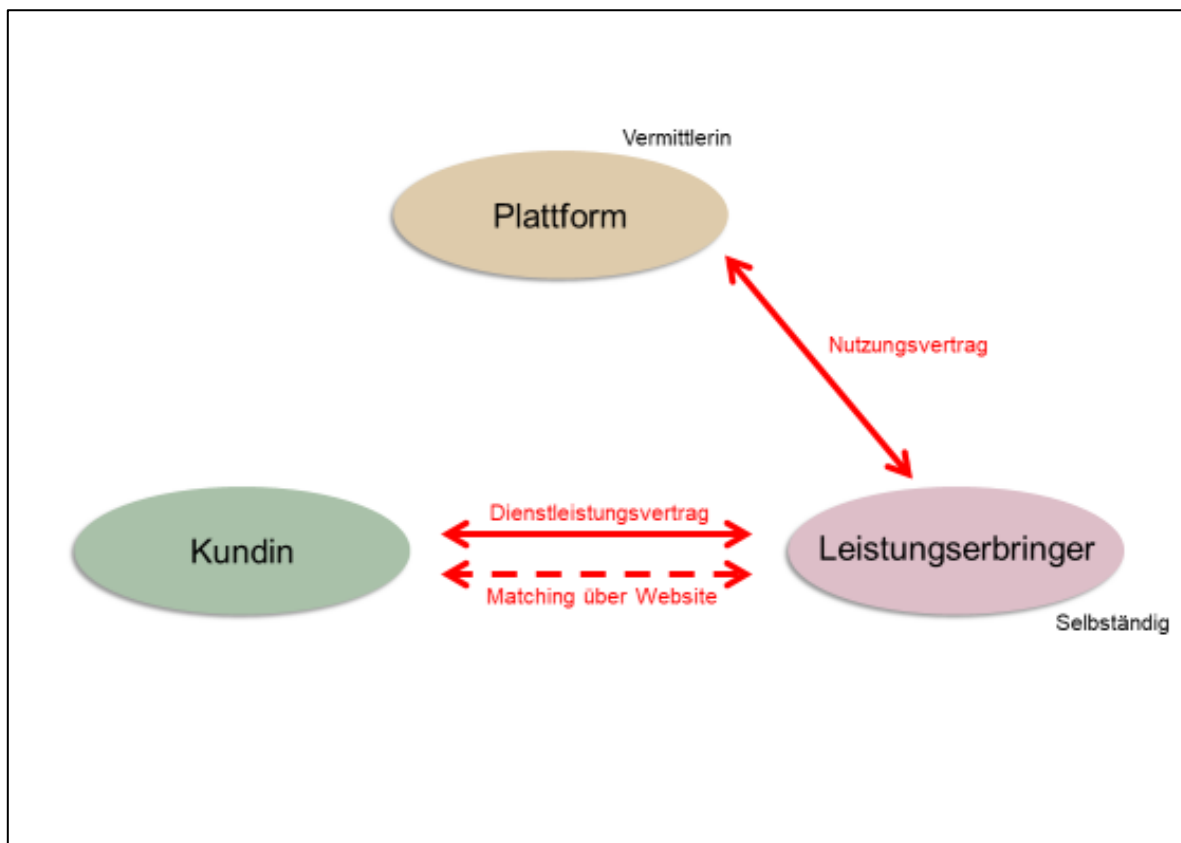 Vermittlerin
Plattform
Nutzungsvertrag
Dienstleistungsvertrag
Kundin
Leistungserbringer
Matching über Website
Selbständig